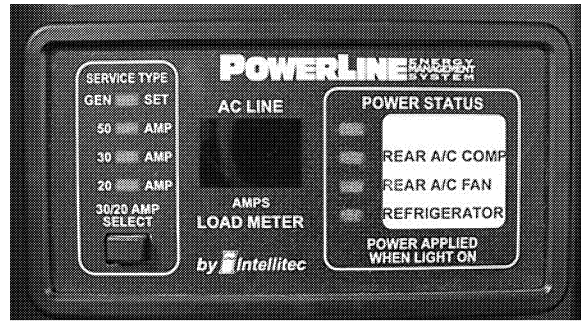 POWERLINE ENERGY MANAGEMENT SYSTEM
SERVICE TYPE
GEN SET
50 AMP
30 AMP
20 AMP
30/20 AMP
SELECT
AC LINE
AMPS
LOAD METER
by Intellitec
POWER STATUS
REAR A/C COMP
REAR A/C FAN
REFRIGERATOR
POWER APPLIED
WHEN LIGHT ON